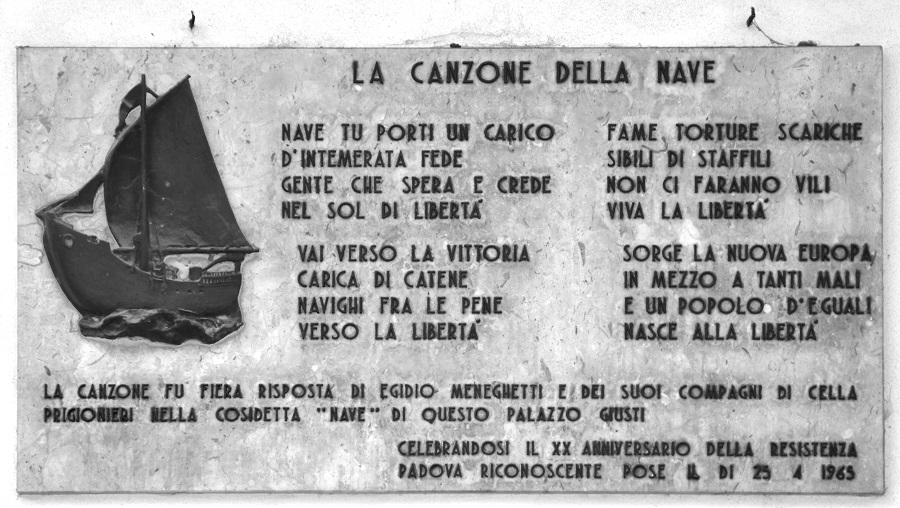 LA CANZONE DELLA NAVE
NAVE TU PORTI UN CARICO
D'INTEMERATA FEDE
GENTE CHE SPERA E CREDE
NEL SOL DI LIBERTÀ
VAI VERSO LA VITTORIA
CARICA DI CATENE
NAVIGHI FRA LE PENE
VERSO LA LIBERTÀ
FAME TORTURE SCARICHE
SIBILI DI STAFFILI
NON CI FARANNO VILI
VIVA LA LIBERTÀ
SORGE LA NUOVA EUROPA
IN MEZZO A TANTI MALI
E UN POPOLO D'EGUALI
NASCE ALLA LIBERTÀ
LA CANZONE FU FIERA RISPOSTA DI EGIDIO MENEGHETTI E DEI SUOI COMPAGNI DI CELLA
PRIGIONIERI NELLA COSIDETTA "NAVE" DI QUESTO PALAZZO GIUSTI
CELEBRANDOSI IL XX ANNIVERSARIO DELLA RESISTENZA
PADOVA RICONOSCENTE POSE IL DI 25 4 1965